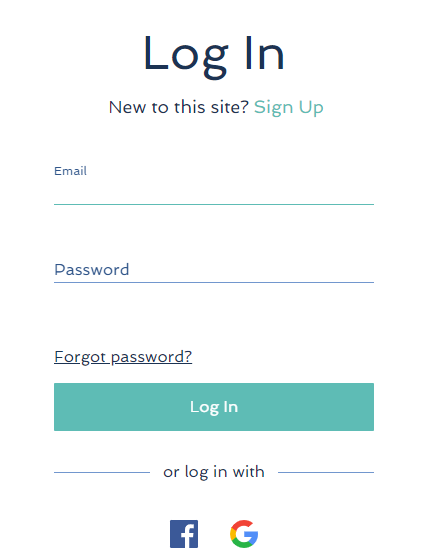 Log In
New to this site? Sign Up
Email
Password
Forgot password?
Log In
or log in with